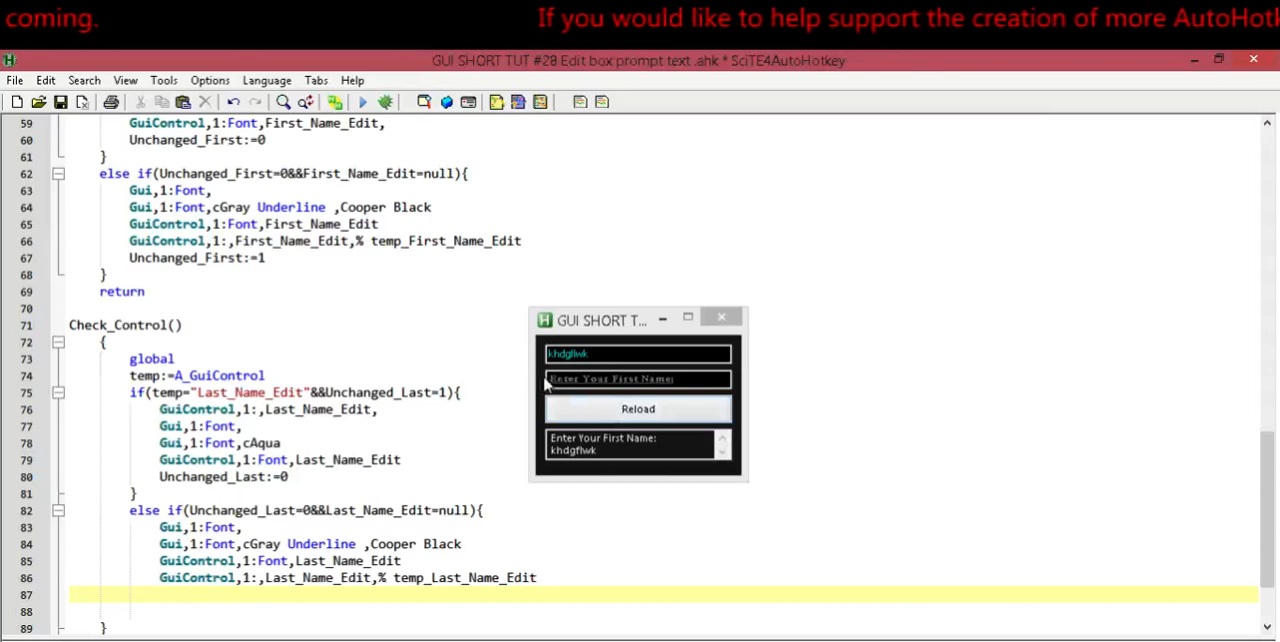 coming. If you would like to help support the creation of more AutoHot
GUI SHORT TUT #28 Edit box prompt text .ahk * SciTE4AutoHotkey
File Edit Search View Tools Options Language Tabs Help
59 GuiControl,1:Font,First_Name_Edit,
60 Unchanged_First:=0
61 }
62 else if(Unchanged_First=0&&First_Name_Edit=null){
63 Gui,1:Font,
64 Gui,1:Font,cGray Underline ,Cooper Black
65 GuiControl,1:Font,First_Name_Edit
66 GuiControl,1:,First_Name_Edit,% temp_First_Name_Edit
67 Unchanged_First:=1
68 }
69 return
70
71 Check_Control()
72 {
73 global
74 temp:=A_GuiControl
75 if(temp="Last_Name_Edit"&&Unchanged_Last=1){
76 GuiControl,1:,Last_Name_Edit,
77 Gui,1:Font,
78 Gui,1:Font,cAqua
79 GuiControl,1:Font,Last_Name_Edit
80 Unchanged_Last:=0
81 }
82 else if(Unchanged_Last=0&&Last_Name_Edit=null){
83 Gui,1:Font,
84 Gui,1:Font,cGray Underline ,Cooper Black
85 GuiControl,1:Font,Last_Name_Edit
86 GuiControl,1:,Last_Name_Edit,% temp_Last_Name_Edit
87
88
89 }
GUI SHORT T...
khdgflwk
Enter Your First Name:
Reload
Enter Your First Name:
khdgflwk